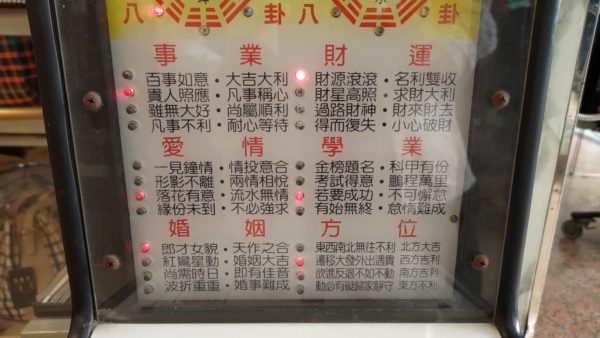 八 卦 八 卦
事業 財運
百事如意・大吉大利 財源滾滾・名利雙收
貴人照應・凡事稱心 財星高照・求財大利
雖無大好・尚屬順利 過路財神・財來財去
凡事不利・耐心等待 得而復失・小心破財
愛情 學業
一見鐘情・情投意合 金榜題名・科甲有份
形影不離・兩情相悅 考試得意・鵬程萬里
落花有意・流水無情 若要成功・不可懈怠
緣份未到・不必強求 有始無終・怠惰難成
婚姻 方位
郎才女貌・天作之合 東西南北無往不利 北方大吉
紅鸞星動・婚姻大吉 遷移大發外出遇貴 西方吉利
尚需時日・即有佳音 欲進反退不如不動 南方吉利
波折重重・婚事難成 動必有礙歸家靜守 東方不利